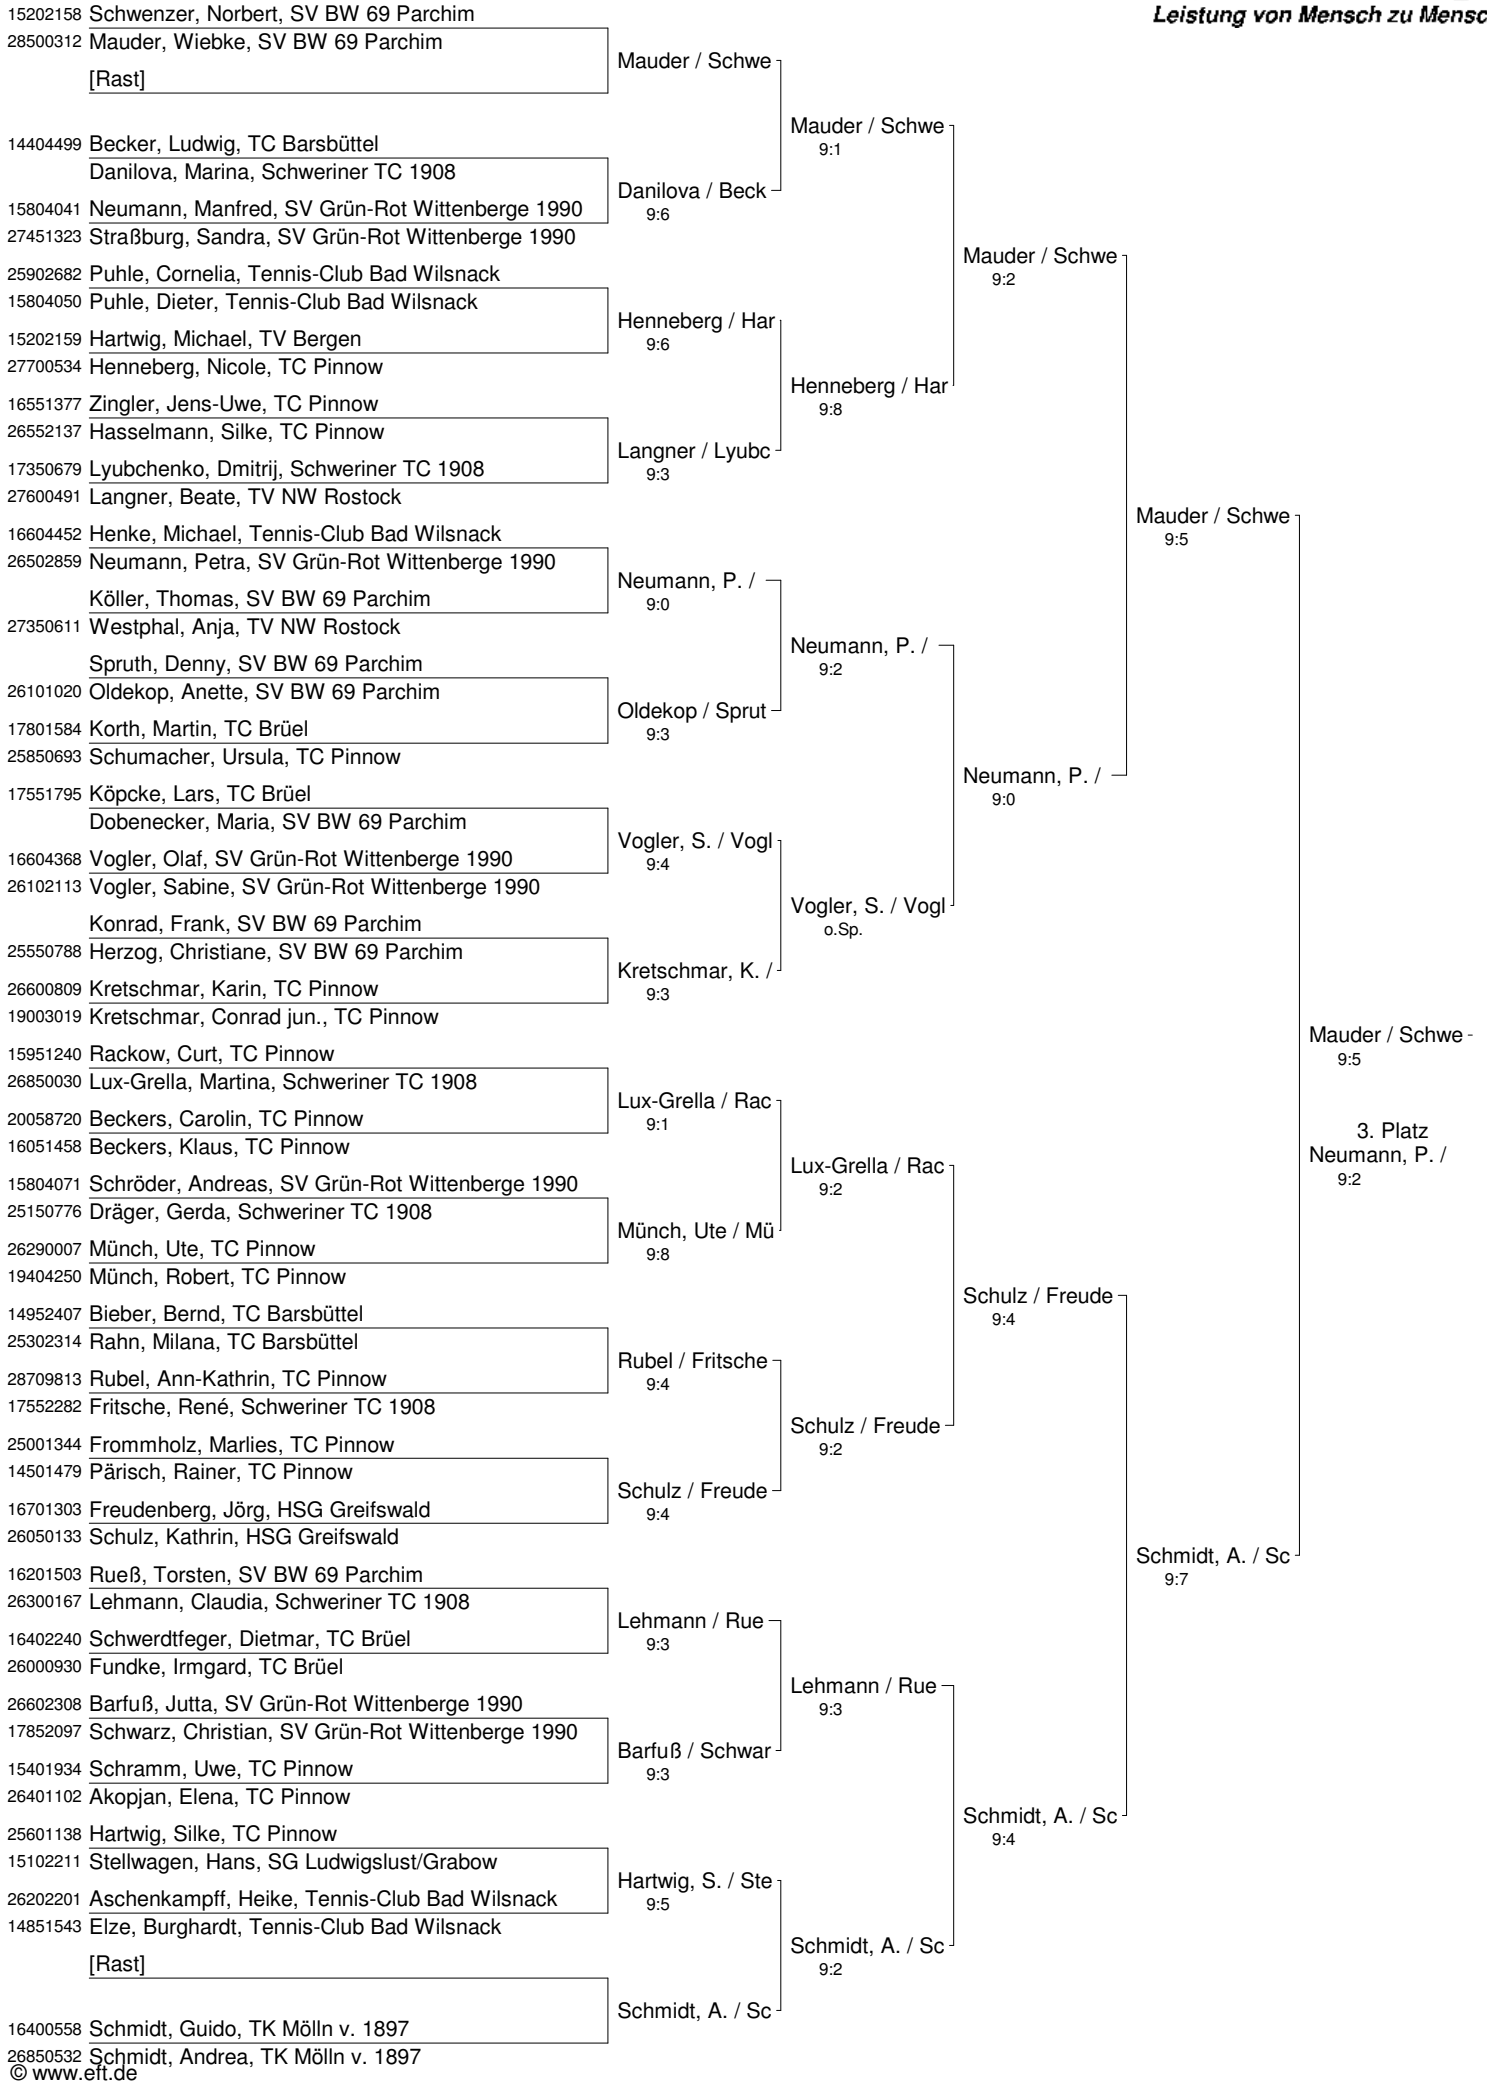 Leistung von Mensch zu Mensc
15202158 Schwenzer, Norbert, SV BW 69 Parchim
28500312 Mauder, Wiebke, SV BW 69 Parchim
Mauder / Schwe
[Rast]
Mauder / Schwe
9:1
14404499 Becker, Ludwig, TC Barsbüttel
Danilova, Marina, Schweriner TC 1908
Danilova / Beck
9:6
15804041 Neumann, Manfred, SV Grün-Rot Wittenberge 1990
27451323 Straßburg, Sandra, SV Grün-Rot Wittenberge 1990
Mauder / Schwe
9:2
25902682 Puhle, Cornelia, Tennis-Club Bad Wilsnack
15804050 Puhle, Dieter, Tennis-Club Bad Wilsnack
Henneberg / Har
9:6
15202159 Hartwig, Michael, TV Bergen
27700534 Henneberg, Nicole, TC Pinnow
Henneberg / Har
9:8
16551377 Zingler, Jens-Uwe, TC Pinnow
26552137 Hasselmann, Silke, TC Pinnow
Langner / Lyubc
9:3
17350679 Lyubchenko, Dmitrij, Schweriner TC 1908
27600491 Langner, Beate, TV NW Rostock
Mauder / Schwe
9:5
16604452 Henke, Michael, Tennis-Club Bad Wilsnack
26502859 Neumann, Petra, SV Grün-Rot Wittenberge 1990
Neumann, P. /
9:0
Köller, Thomas, SV BW 69 Parchim
27350611 Westphal, Anja, TV NW Rostock
Neumann, P. /
9:2
Spruth, Denny, SV BW 69 Parchim
26101020 Oldekop, Anette, SV BW 69 Parchim
Oldekop / Sprut
9:3
17801584 Korth, Martin, TC Brüel
25850693 Schumacher, Ursula, TC Pinnow
Neumann, P. /
9:0
17551795 Köpcke, Lars, TC Brüel
Dobenecker, Maria, SV BW 69 Parchim
Vogler, S. / Vogl
9:4
16604368 Vogler, Olaf, SV Grün-Rot Wittenberge 1990
26102113 Vogler, Sabine, SV Grün-Rot Wittenberge 1990
Vogler, S. / Vogl
o.Sp.
Konrad, Frank, SV BW 69 Parchim
25550788 Herzog, Christiane, SV BW 69 Parchim
Kretschmar, K. /
9:3
26600809 Kretschmar, Karin, TC Pinnow
19003019 Kretschmar, Conrad jun., TC Pinnow
Mauder / Schwe
9:5
15951240 Rackow, Curt, TC Pinnow
26850030 Lux-Grella, Martina, Schweriner TC 1908
Lux-Grella / Rac
9:1
20058720 Beckers, Carolin, TC Pinnow
16051458 Beckers, Klaus, TC Pinnow
3. Platz
Neumann, P. /
9:2
Lux-Grella / Rac
9:2
15804071 Schröder, Andreas, SV Grün-Rot Wittenberge 1990
25150776 Dräger, Gerda, Schweriner TC 1908
Münch, Ute / Mü
9:8
26290007 Münch, Ute, TC Pinnow
19404250 Münch, Robert, TC Pinnow
Schulz / Freude
9:4
14952407 Bieber, Bernd, TC Barsbüttel
25302314 Rahn, Milana, TC Barsbüttel
Rubel / Fritsche
9:4
28709813 Rubel, Ann-Kathrin, TC Pinnow
17552282 Fritsche, René, Schweriner TC 1908
Schulz / Freude
9:2
25001344 Frommholz, Marlies, TC Pinnow
14501479 Pärisch, Rainer, TC Pinnow
Schulz / Freude
9:4
16701303 Freudenberg, Jörg, HSG Greifswald
26050133 Schulz, Kathrin, HSG Greifswald
Schmidt, A. / Sc
9:7
16201503 Rueß, Torsten, SV BW 69 Parchim
26300167 Lehmann, Claudia, Schweriner TC 1908
Lehmann / Rue
9:3
16402240 Schwerdtfeger, Dietmar, TC Brüel
26000930 Fundke, Irmgard, TC Brüel
Lehmann / Rue
9:3
26602308 Barfuß, Jutta, SV Grün-Rot Wittenberge 1990
17852097 Schwarz, Christian, SV Grün-Rot Wittenberge 1990
Barfuß / Schwar
9:3
15401934 Schramm, Uwe, TC Pinnow
26401102 Akopjan, Elena, TC Pinnow
Schmidt, A. / Sc
9:4
25601138 Hartwig, Silke, TC Pinnow
15102211 Stellwagen, Hans, SG Ludwigslust/Grabow
Hartwig, S. / Ste
9:5
26202201 Aschenkampff, Heike, Tennis-Club Bad Wilsnack
14851543 Elze, Burghardt, Tennis-Club Bad Wilsnack
Schmidt, A. / Sc
9:2
[Rast]
Schmidt, A. / Sc
16400558 Schmidt, Guido, TK Mölln v. 1897
26850532 Schmidt, Andrea, TK Mölln v. 1897
© www.eft.de